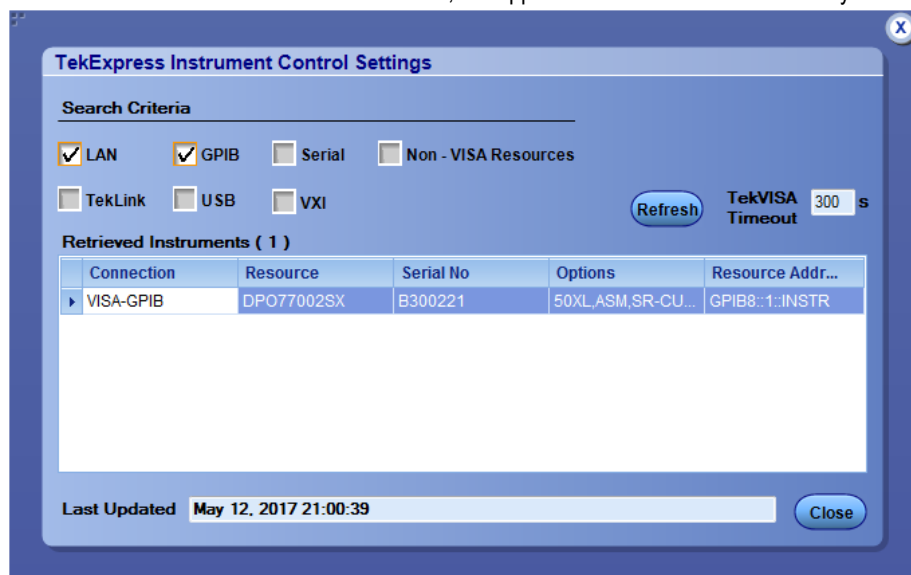 X
TekExpress Instrument Control Settings
Search Criteria
LAN GPIB Serial Non - VISA Resources
TekLink USB VXI Refresh TekVISA Timeout 300 s
Retrieved Instruments ( 1 )
Connection Resource Serial No Options Resource Addr...
VISA-GPIB DPO77002SX B300221 50XL,ASM,SR-CU... GPIB8::1::INSTR
Last Updated May 12, 2017 21:00:39 Close